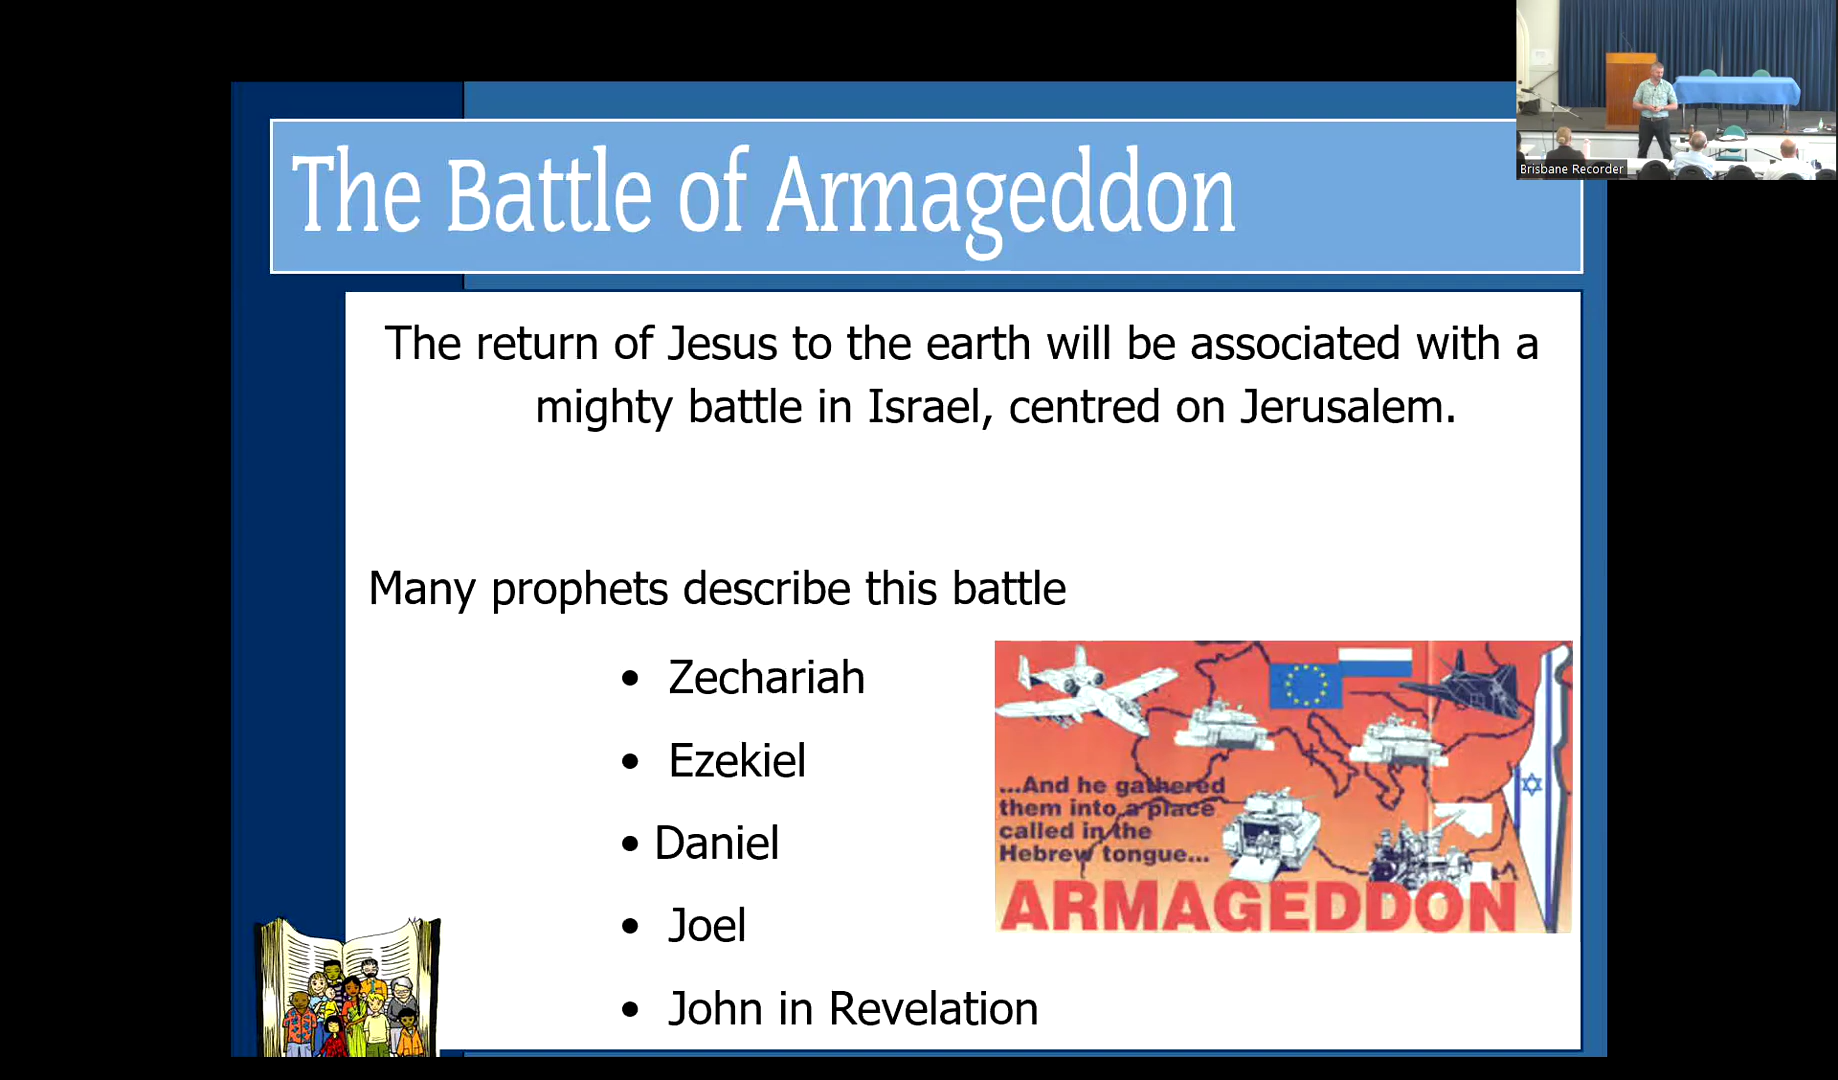 Brisbane Recorder
The Battle of Armageddon
The return of Jesus to the earth will be associated with a
mighty battle in Israel, centred on Jerusalem.
Many prophets describe this battle
• Zechariah
• Ezekiel
• Daniel
• Joel
• John in Revelation
...And he gathered
them into a place
called in the
Hebrew tongue...
ARMAGEDDON